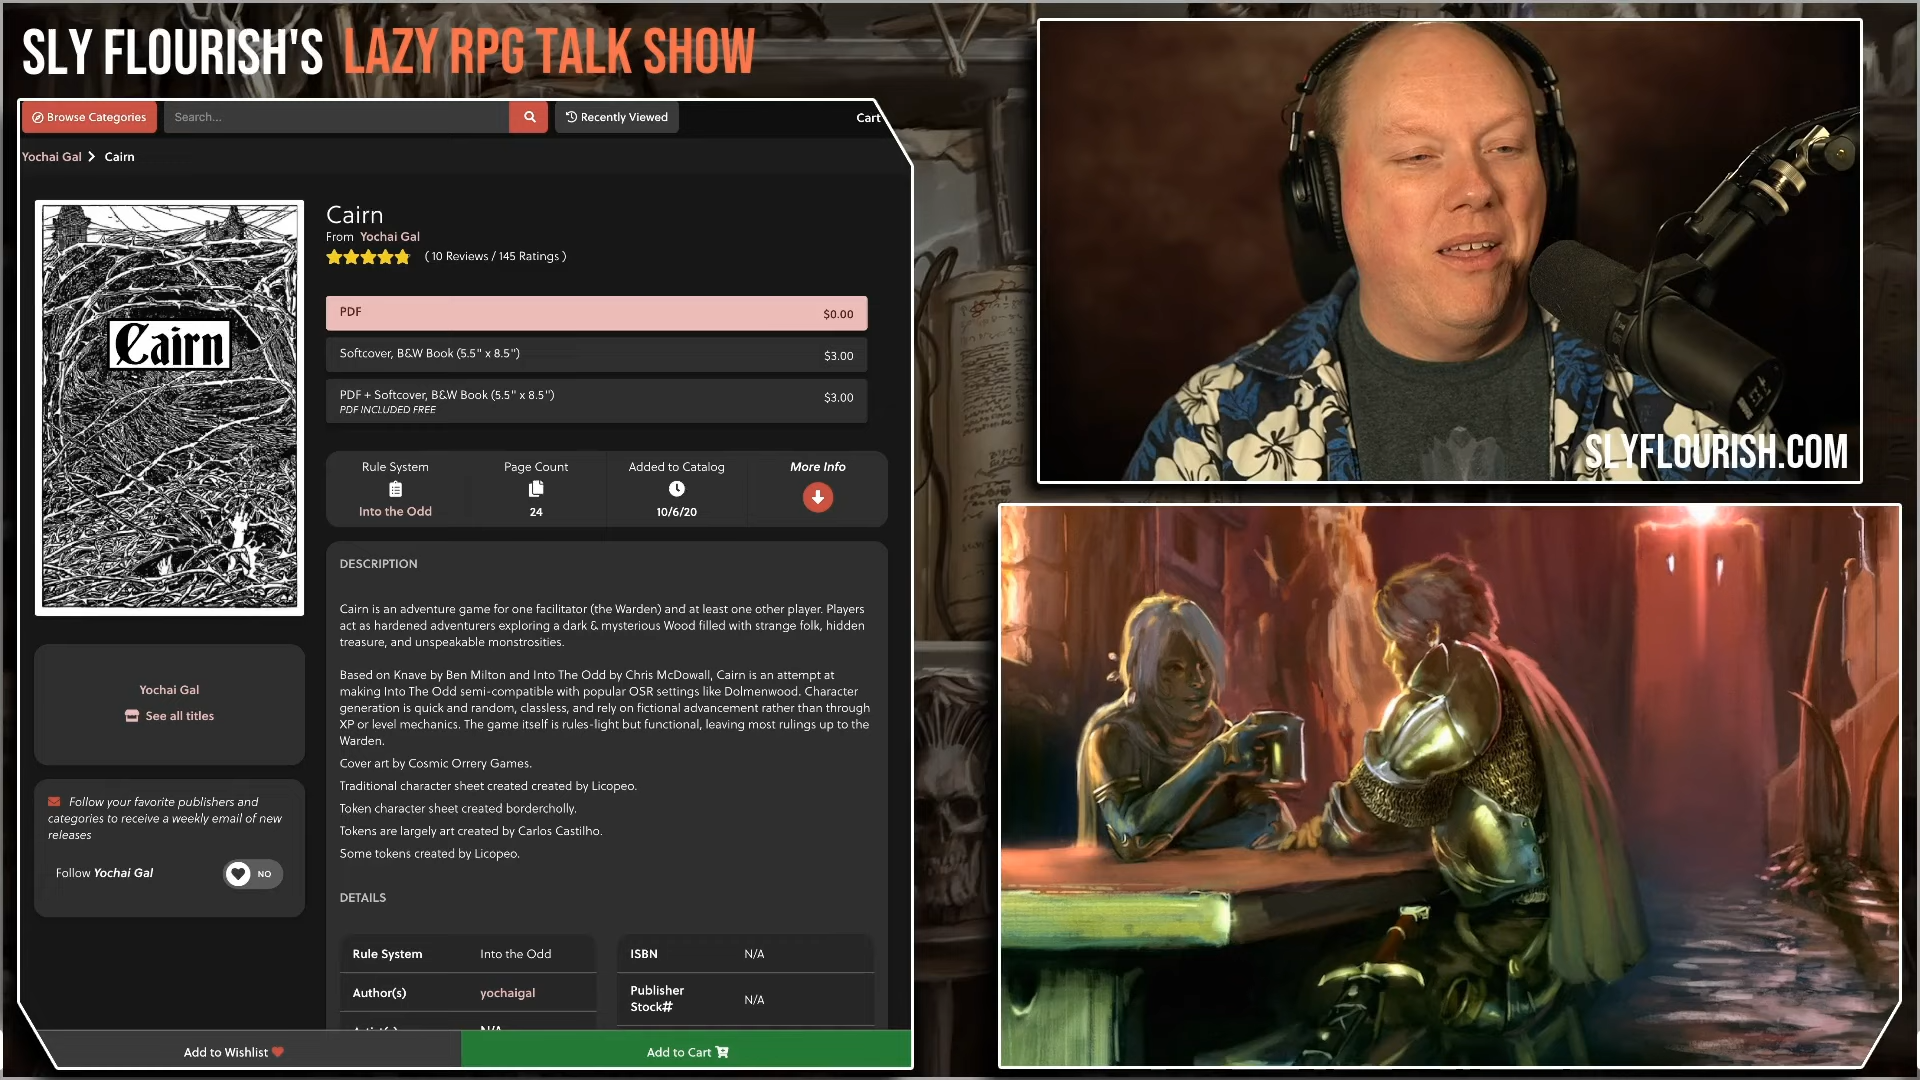 SLY FLOURISH'S LAZY RPG TALK SHOW
Browse Categories
Search...
Recently Viewed
Cart
Yochai Gal > Cairn
Cairn
Cairn
From Yochai Gal
( 10 Reviews / 145 Ratings )
PDF $0.00
Softcover, B&W Book (5.5" x 8.5") $3.00
PDF + Softcover, B&W Book (5.5" x 8.5") $3.00
PDF INCLUDED FREE
Rule System
Into the Odd
Page Count
24
Added to Catalog
10/6/20
More Info
DESCRIPTION
Cairn is an adventure game for one facilitator (the Warden) and at least one other player. Players
act as hardened adventurers exploring a dark & mysterious Wood filled with strange folk, hidden
treasure, and unspeakable monstrosities.
Based on Knave by Ben Milton and Into The Odd by Chris McDowall, Cairn is an attempt at
making Into The Odd semi-compatible with popular OSR settings like Dolmenwood. Character
generation is quick and random, classless, and rely on fictional advancement rather than through
XP or level mechanics. The game itself is rules-light but functional, leaving most rulings up to the
Warden.
Cover art by Cosmic Orrery Games.
Traditional character sheet created created by Licopeo.
Token character sheet created bordercholly.
Tokens are largely art created by Carlos Castilho.
Some tokens created by Licopeo.
DETAILS
Rule System Into the Odd
Author(s) yochaigal
Artist(s) N/A
ISBN N/A
Publisher
Stock# N/A
Yochai Gal
See all titles
Follow your favorite publishers and
categories to receive a weekly email of new
releases
Follow Yochai Gal NO
Add to Wishlist
Add to Cart
SLYFLOURISH.COM